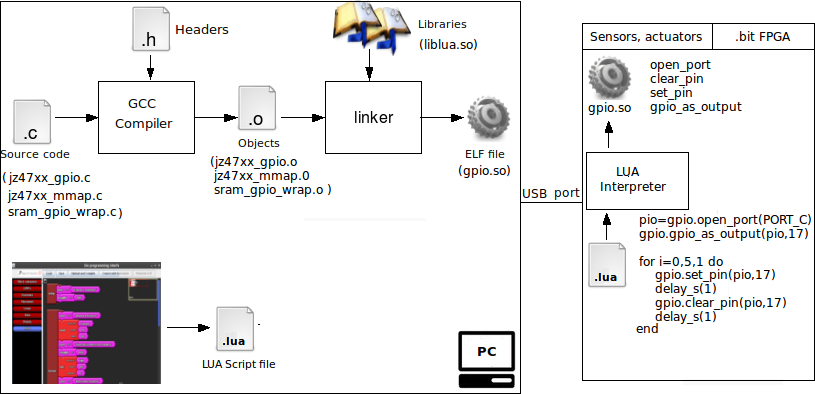 Headers
.h
Libraries
(liblua.so)
GCC
Compiler
linker
.c
.o
Source code
(jz47xx_gpio.c
jz47xx_mmap.c
sram_gpio_wrap.c)
Objects
(jz47xx_gpio.o
jz47xx_mmap.0
sram_gpio_wrap.o )
ELF file
(gpio.so)
.lua
LUA Script file
PC
USB port
Sensors, actuators
.bit FPGA
gpio.so
open_port
clear_pin
set_pin
gpio_as_output
LUA
Interpreter
.lua
pio=gpio.open_port(PORT_C)
gpio.gpio_as_output(pio,17)
for i=0,5,1 do
gpio.set_pin(pio,17)
delay_s(1)
gpio.clear_pin(pio,17)
delay_s(1)
end